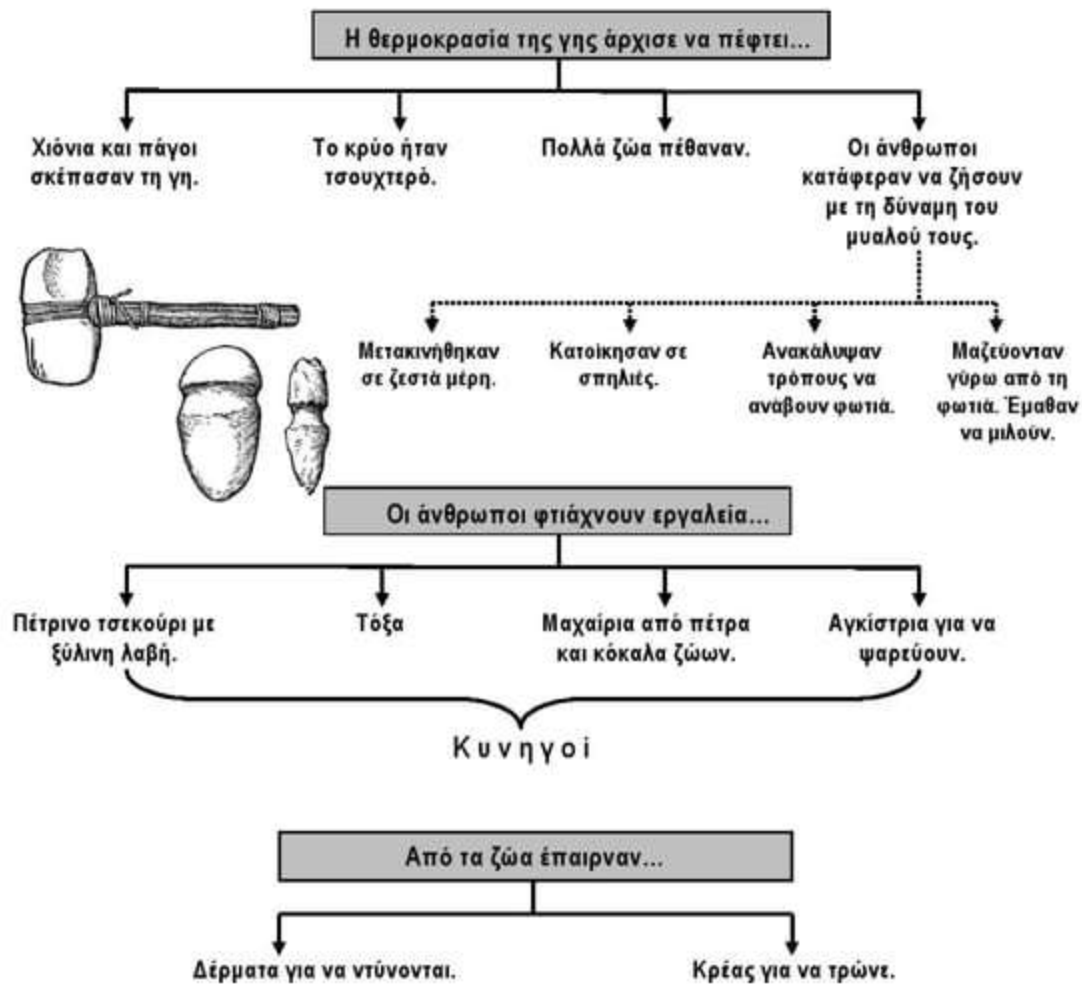 Η θερμοκρασία της γης άρχισε να πέφτει...
Χιόνια και πάγοι
σκέπασαν τη γη.
Το κρύο ήταν
τσουχτερό.
Πολλά ζώα πέθαναν.
Οι άνθρωποι
κατάφεραν να ζήσουν
με τη δύναμη του
μυαλού τους.
Μετακινήθηκαν
σε ζεστά μέρη.
Κατοίκησαν σε
σπηλιές.
Ανακάλυψαν
τρόπους να
ανάβουν φωτιά.
Μαζεύονταν
γύρω από τη
φωτιά. Έμαθαν
να μιλούν.
Οι άνθρωποι φτιάχνουν εργαλεία...
Πέτρινο τσεκούρι με
ξύλινη λαβή.
Τόξα
Μαχαίρια από πέτρα
και κόκαλα ζώων.
Αγκίστρια για να
ψαρεύουν.
Κυνηγοί
Από τα ζώα έπαιρναν...
Δέρματα για να ντύνονται.
Κρέας για να τρώνε.